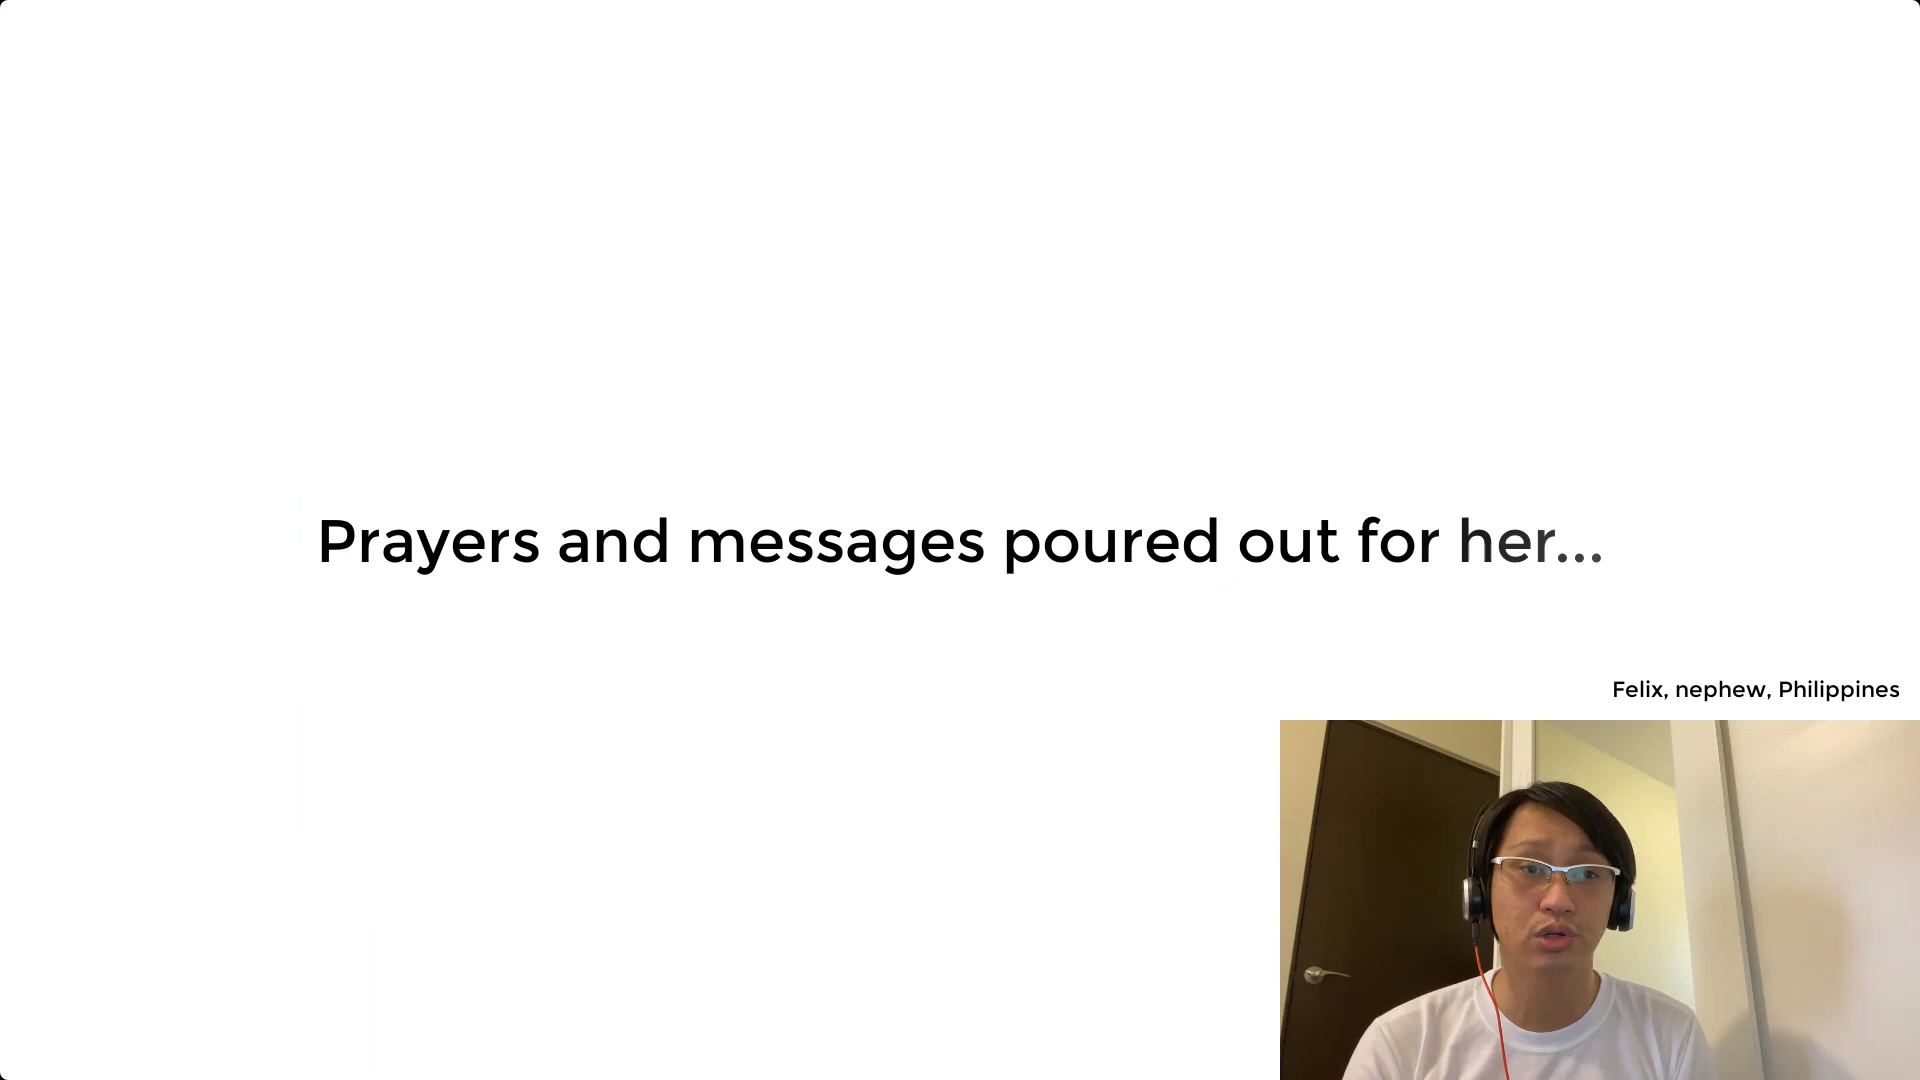 Prayers and messages poured out for her...
Felix, nephew, Philippines